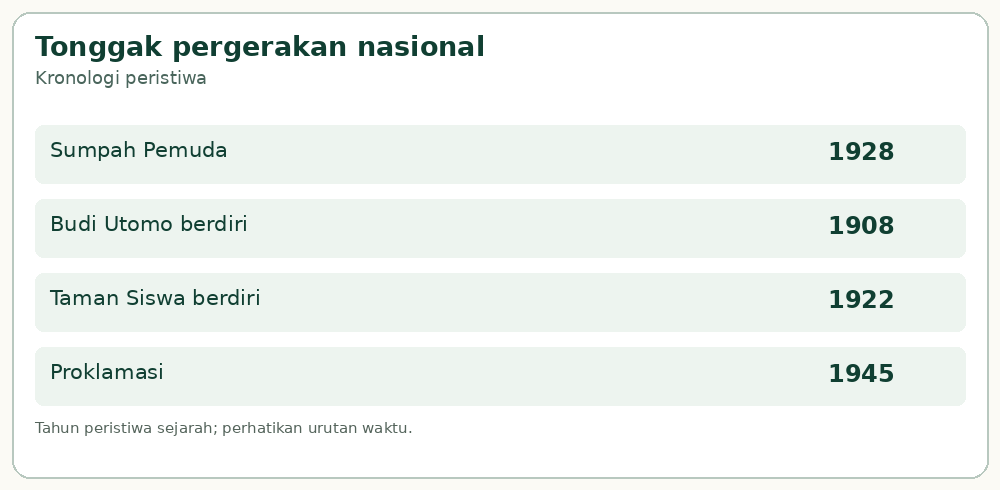 Tonggak pergerakan nasional
Kronologi peristiwa
Sumpah Pemuda 1928
Budi Utomo berdiri 1908
Taman Siswa berdiri 1922
Proklamasi 1945
Tahun peristiwa sejarah; perhatikan urutan waktu.